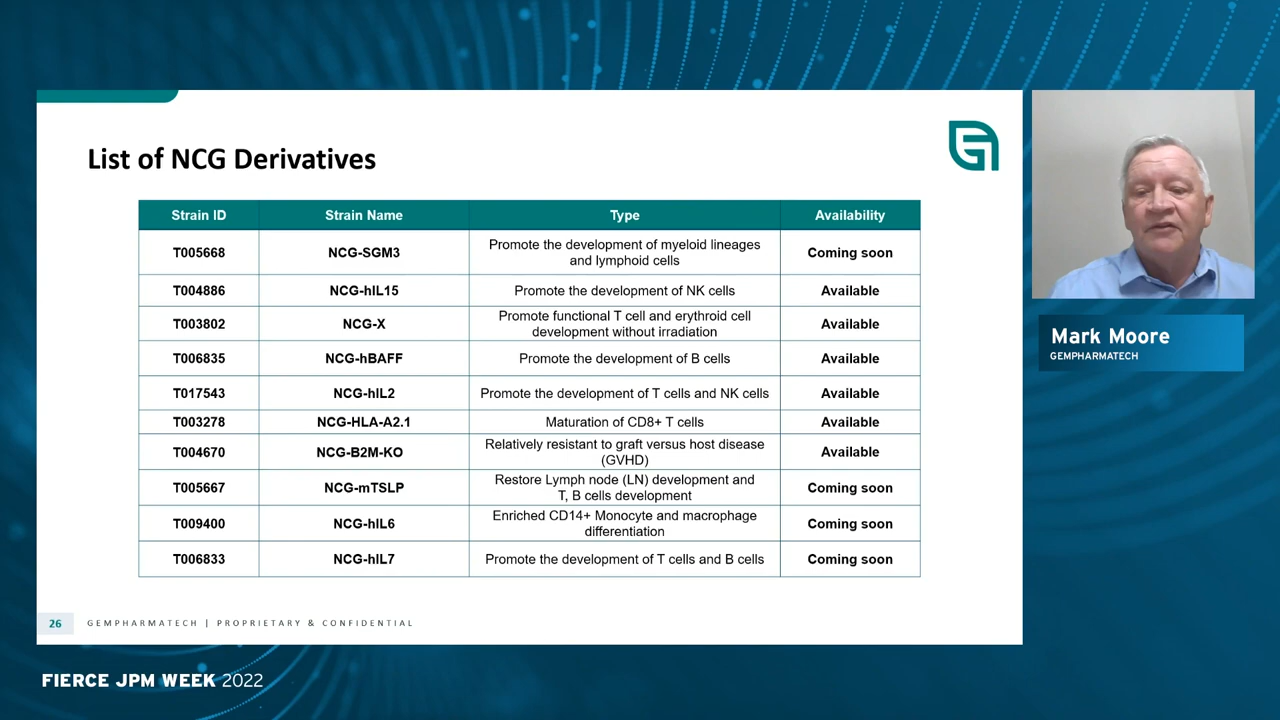 List of NCG Derivatives
Strain ID Strain Name Type Availability
T005668 NCG-SGM3 Promote the development of myeloid lineages
and lymphoid cells Coming soon
T004886 NCG-hIL15 Promote the development of NK cells Available
T003802 NCG-X Promote functional T cell and erythroid cell
development without irradiation Available
T006835 NCG-hBAFF Promote the development of B cells Available
T017543 NCG-hIL2 Promote the development of T cells and NK cells Available
T003278 NCG-HLA-A2.1 Maturation of CD8+ T cells Available
T004670 NCG-B2M-KO Relatively resistant to graft versus host disease
(GVHD) Available
T005667 NCG-mTSLP Restore Lymph node (LN) development and
T, B cells development Coming soon
T009400 NCG-hIL6 Enriched CD14+ Monocyte and macrophage
differentiation Coming soon
T006833 NCG-hIL7 Promote the development of T cells and B cells Coming soon
26 GEMPHARMATECH | PROPRIETARY & CONFIDENTIAL
Mark Moore
GEMPHARMATECH
FIERCE JPM WEEK 2022